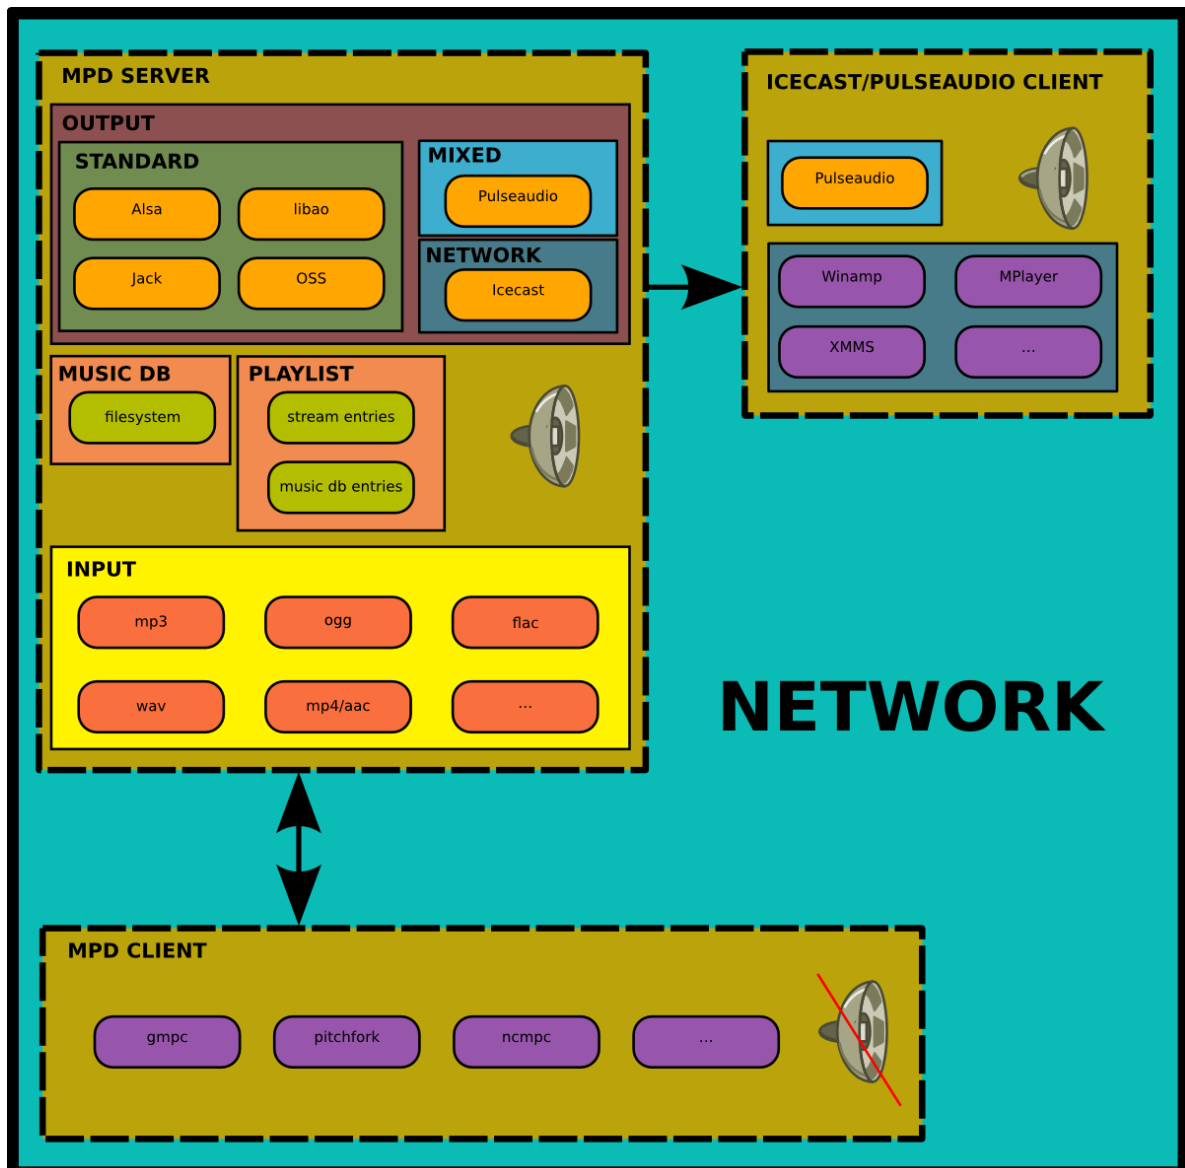 MPD SERVER
OUTPUT
STANDARD
Alsa
libao
Jack
OSS
MIXED
Pulseaudio
NETWORK
Icecast
MUSIC DB
filesystem
PLAYLIST
stream entries
music db entries
INPUT
mp3
ogg
flac
wav
mp4/aac
...
ICECAST/PULSEAUDIO CLIENT
Pulseaudio
Winamp
MPlayer
XMMS
...
NETWORK
MPD CLIENT
gmpc
pitchfork
ncmpc
...